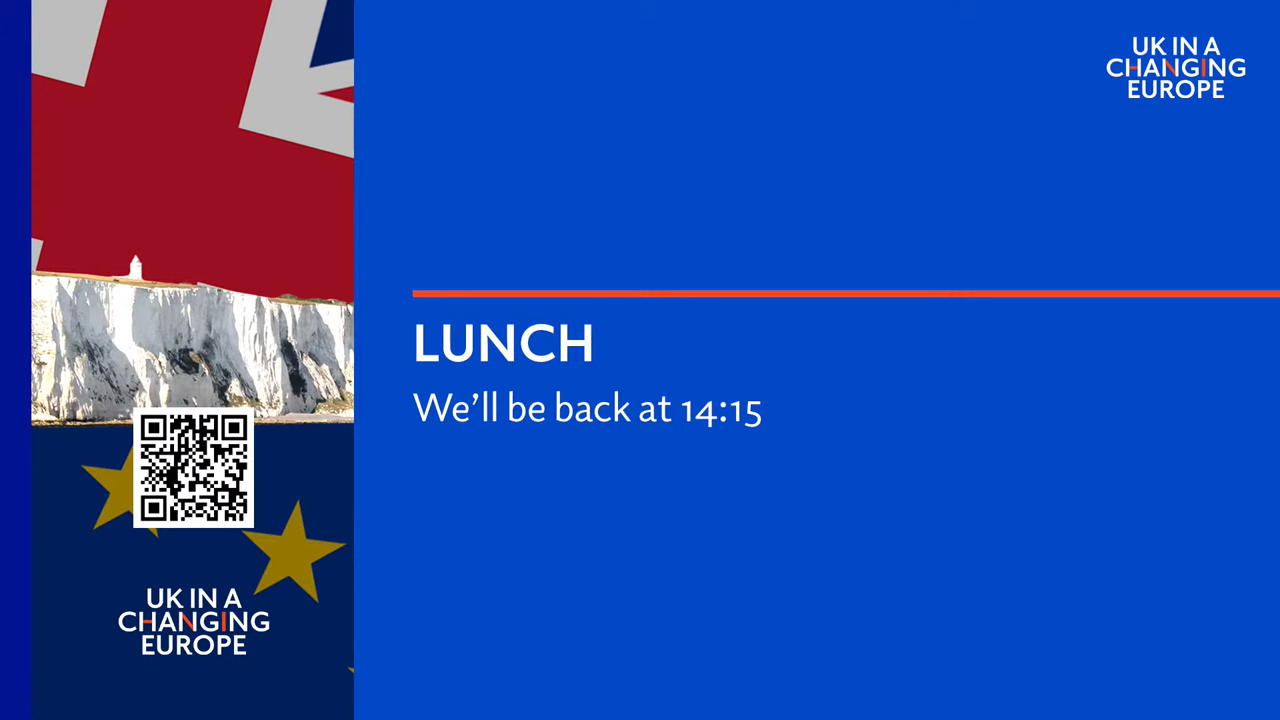 UK IN A
CHANGING
EUROPE
LUNCH
We'll be back at 14:15
UK IN A
CHANGING
EUROPE